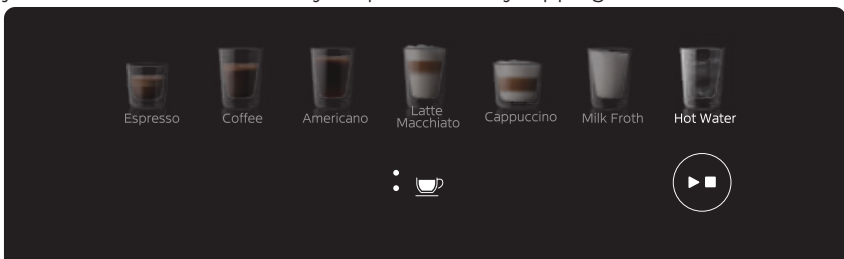 Espresso
Coffee
Americano
Latte
Macchiato
Cappuccino
Milk Froth
Hot Water